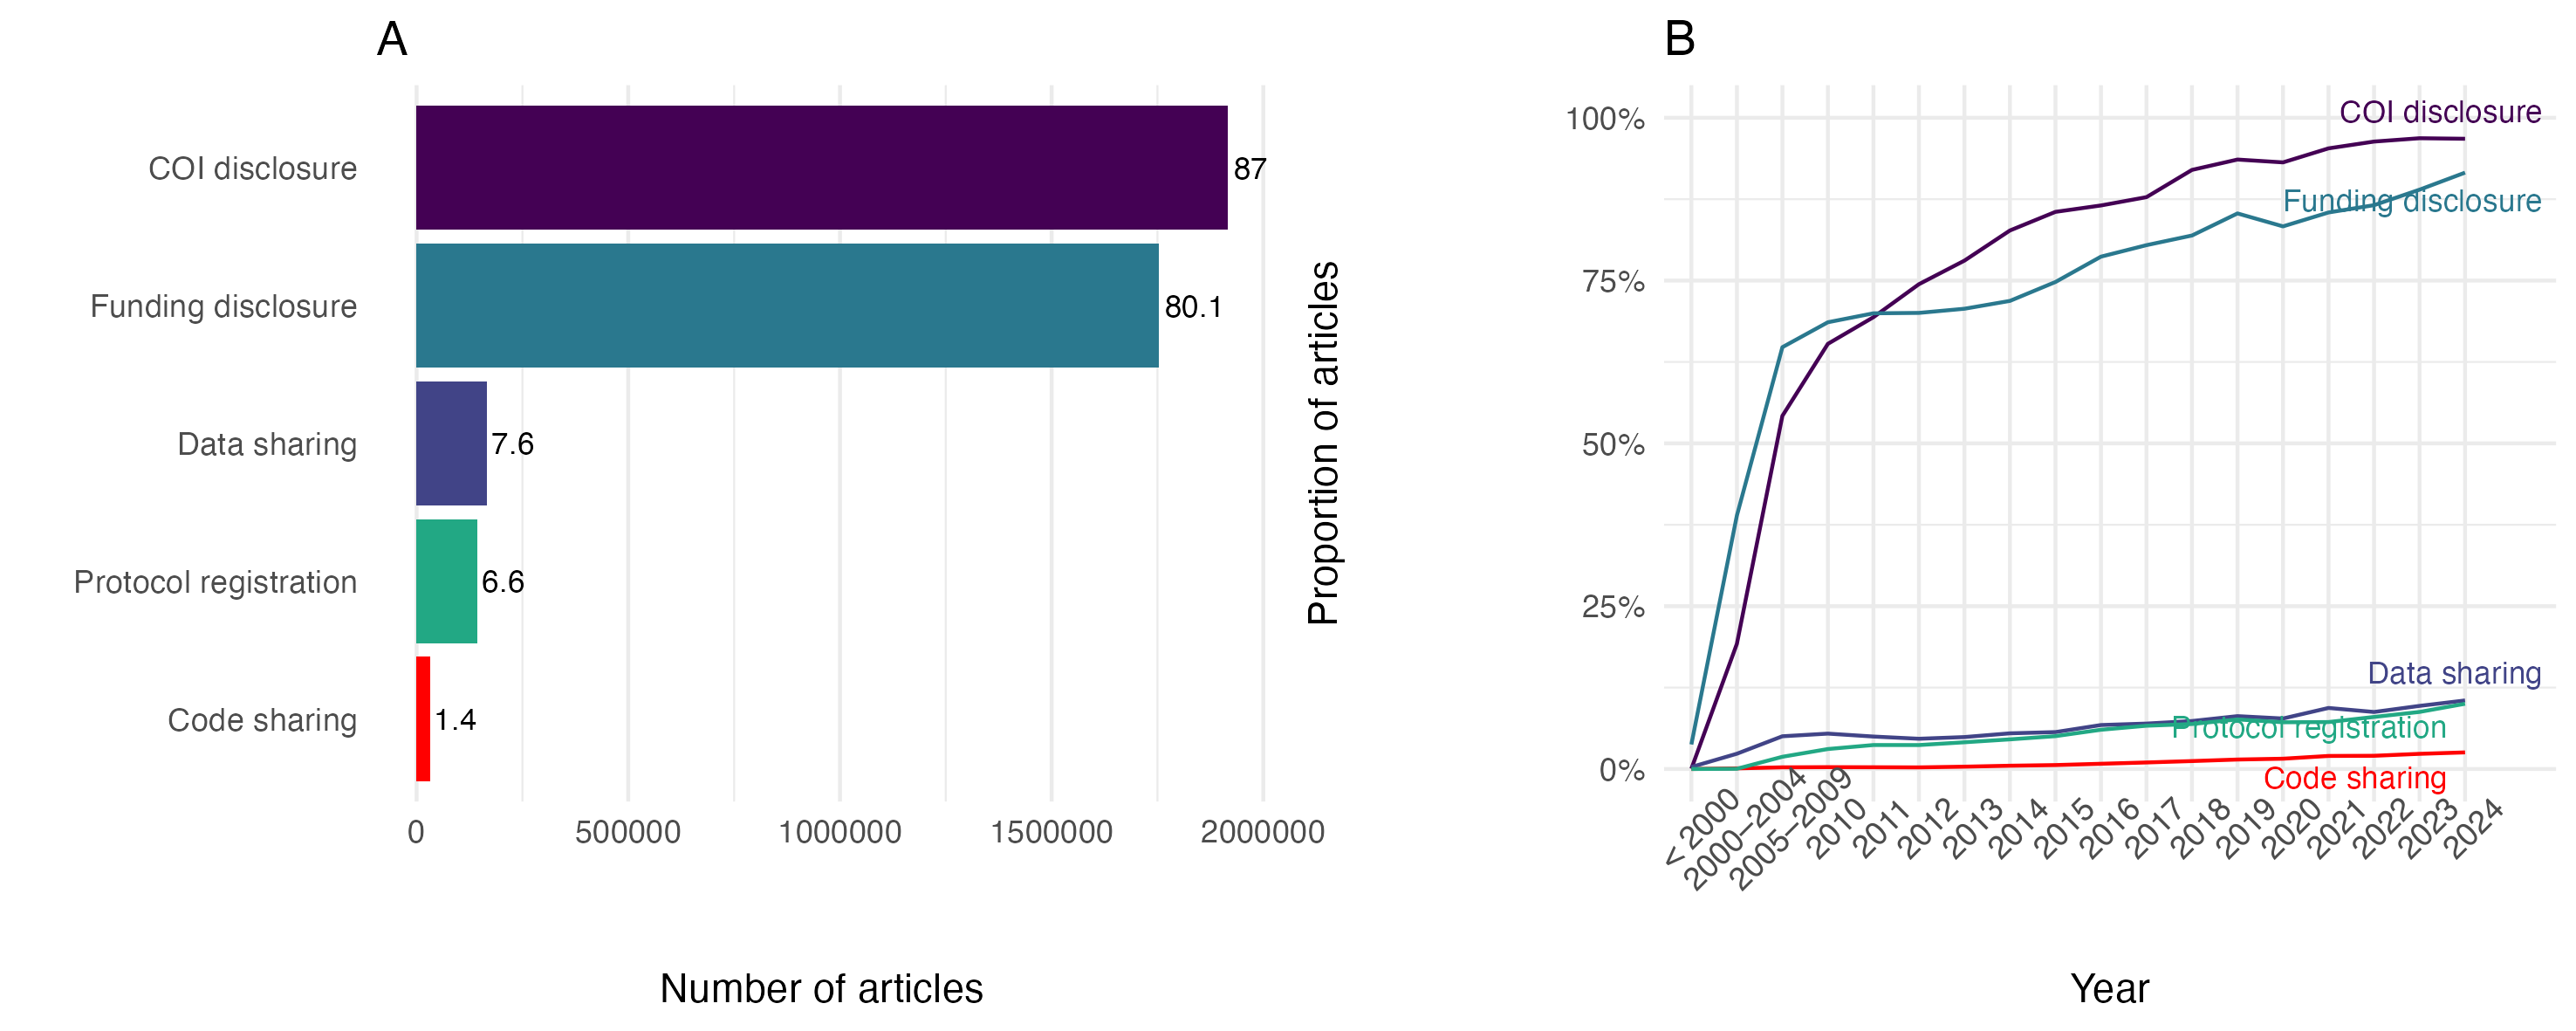 A
COI disclosure
87
Funding disclosure
80.1
Data sharing
7.6
Protocol registration
6.6
Code sharing
1.4
0
500000
1000000
1500000
2000000
Number of articles
B
Proportion of articles
100%
75%
50%
25%
0%
COI disclosure
Funding disclosure
Data sharing
Protocol registration
Code sharing
< 2000
2000–2004
2005–2009
2010
2011
2012
2013
2014
2015
2016
2017
2018
2019
2020
2021
2022
2023
2024
Year